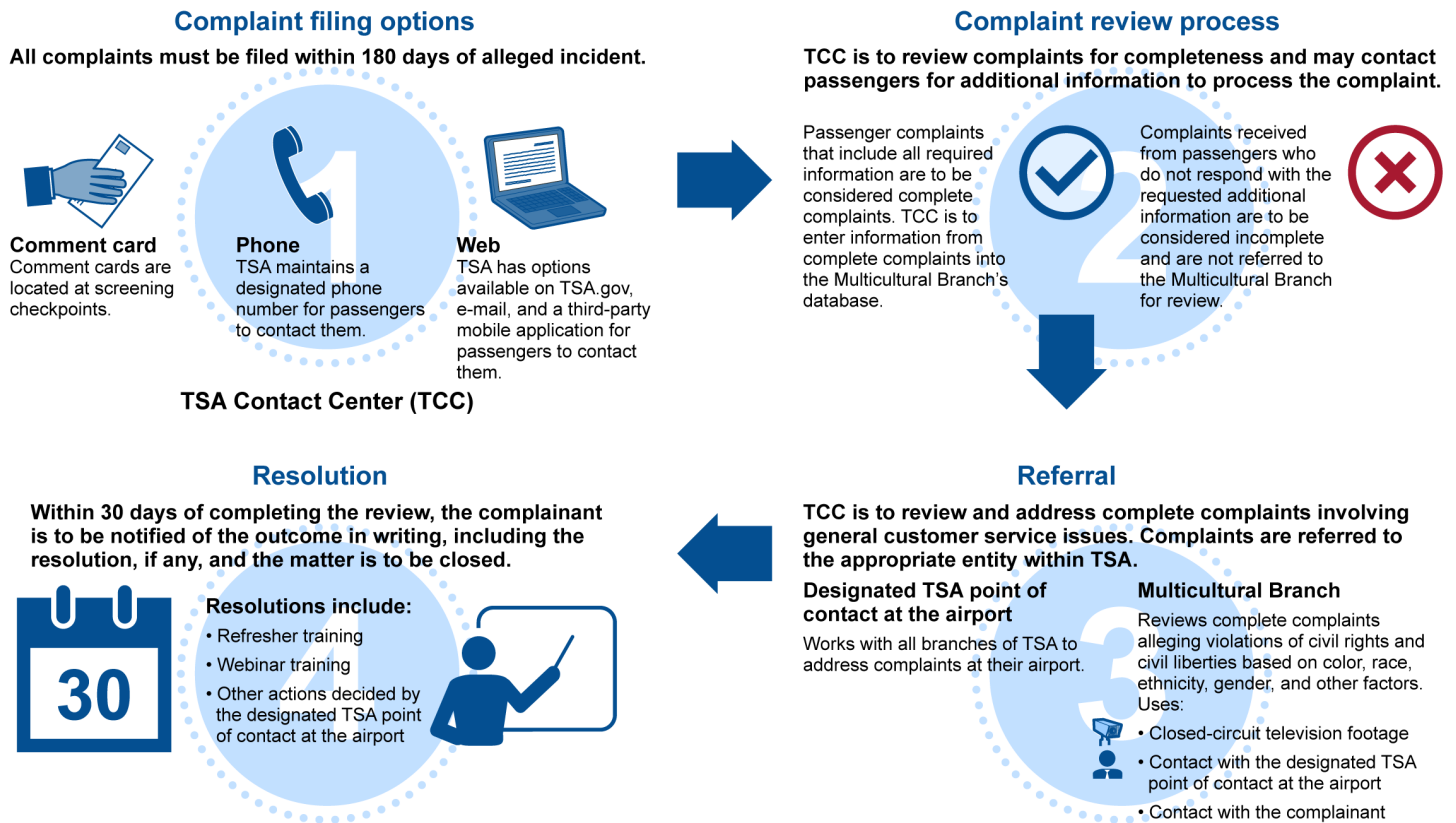 Complaint filing options
All complaints must be filed within 180 days of alleged incident.
1
Comment card
Comment cards are
located at screening
checkpoints.
Phone
TSA maintains a
designated phone
number for passengers
to contact them.
Web
TSA has options
available on TSA.gov,
e-mail, and a third-party
mobile application for
passengers to contact
them.
TSA Contact Center (TCC)
Complaint review process
TCC is to review complaints for completeness and may contact
passengers for additional information to process the complaint.
2
Passenger complaints
that include all required
information are to be
considered complete
complaints. TCC is to
enter information from
complete complaints into
the Multicultural Branch’s
database.
Complaints received
from passengers who
do not respond with the
requested additional
information are to be
considered incomplete
and are not referred to
the Multicultural Branch
for review.
Referral
TCC is to review and address complete complaints involving
general customer service issues. Complaints are referred to
the appropriate entity within TSA.
3
Designated TSA point of
contact at the airport
Works with all branches of TSA to
address complaints at their airport.
Multicultural Branch
Reviews complete complaints
alleging violations of civil rights and
civil liberties based on color, race,
ethnicity, gender, and other factors.
Uses:
• Closed-circuit television footage
• Contact with the designated TSA
point of contact at the airport
• Contact with the complainant
Resolution
Within 30 days of completing the review, the complainant
is to be notified of the outcome in writing, including the
resolution, if any, and the matter is to be closed.
4
30
Resolutions include:
• Refresher training
• Webinar training
• Other actions decided by
the designated TSA point
of contact at the airport